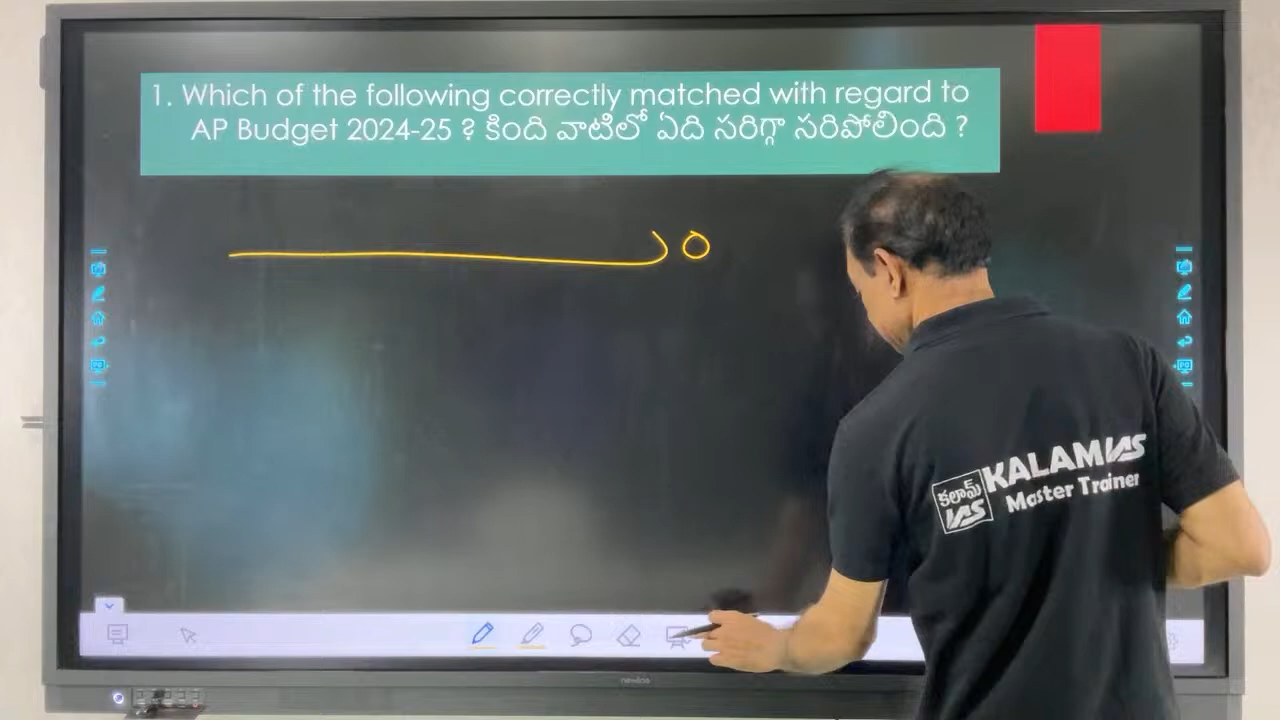 1. Which of the following correctly matched with regard to
AP Budget 2024-25 ? కింది వాటిలో ఏది సరిగ్గా సరిపోలింది ?
KALAM IAS
Master Trainer
కలామ్
IAS
newline